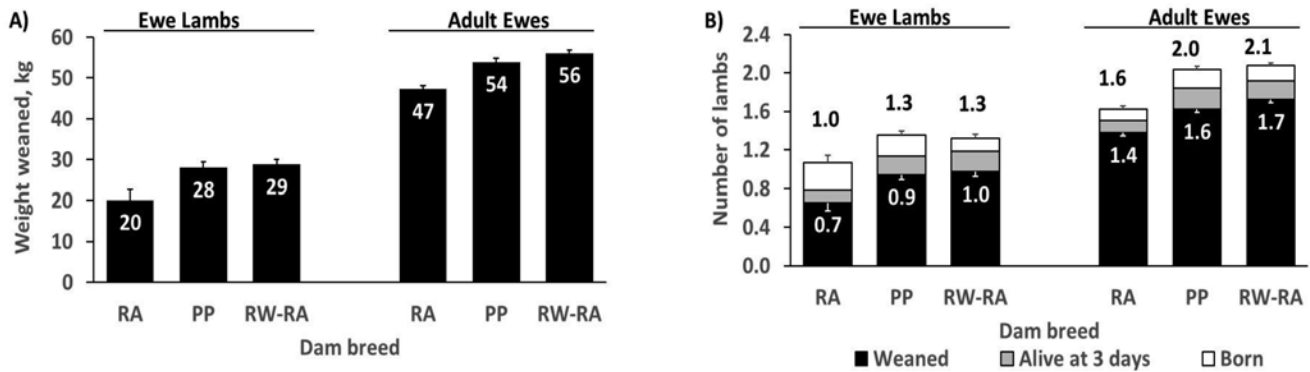 A)
Ewe Lambs
Adult Ewes
Weight weaned, kg
60
50
40
30
20
10
0
20
28
29
47
54
56
RA
PP
RW-RA
RA
PP
RW-RA
Dam breed
B)
Ewe Lambs
Adult Ewes
Number of lambs
2.4
2.0
1.6
1.2
0.8
0.4
0.0
1.0
1.3
1.3
1.6
2.0
2.1
0.7
0.9
1.0
1.4
1.6
1.7
RA
PP
RW-RA
RA
PP
RW-RA
Dam breed
Weaned
Alive at 3 days
Born